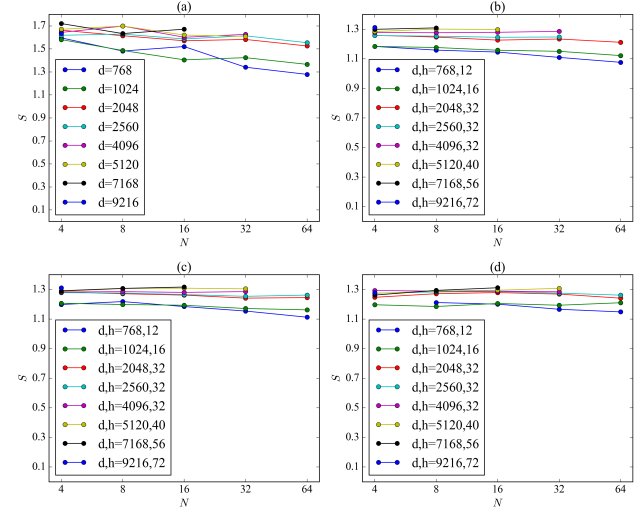 (a)
1.7
1.5
1.3
1.1
0.9
0.7
0.5
0.3
0.1
S
d=768
d=1024
d=2048
d=2560
d=4096
d=5120
d=7168
d=9216
4 8 16 32 64
N
(b)
1.3
1.1
0.9
0.7
0.5
0.3
0.1
S
d,h=768,12
d,h=1024,16
d,h=2048,32
d,h=2560,32
d,h=4096,32
d,h=5120,40
d,h=7168,56
d,h=9216,72
4 8 16 32 64
N
(c)
1.3
1.1
0.9
0.7
0.5
0.3
0.1
S
d,h=768,12
d,h=1024,16
d,h=2048,32
d,h=2560,32
d,h=4096,32
d,h=5120,40
d,h=7168,56
d,h=9216,72
4 8 16 32 64
N
(d)
1.3
1.1
0.9
0.7
0.5
0.3
0.1
S
d,h=768,12
d,h=1024,16
d,h=2048,32
d,h=2560,32
d,h=4096,32
d,h=5120,40
d,h=7168,56
d,h=9216,72
4 8 16 32 64
N